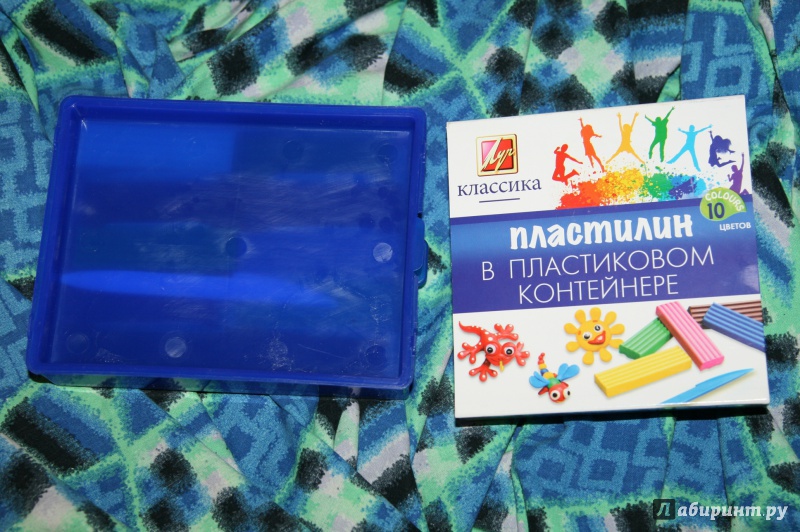 Луч
КЛАССИКА
COLOURS
10
ЦВЕТОВ
ПЛАСТИЛИН
В ПЛАСТИКОВОМ
КОНТЕЙНЕРЕ
Лабиринт.ру